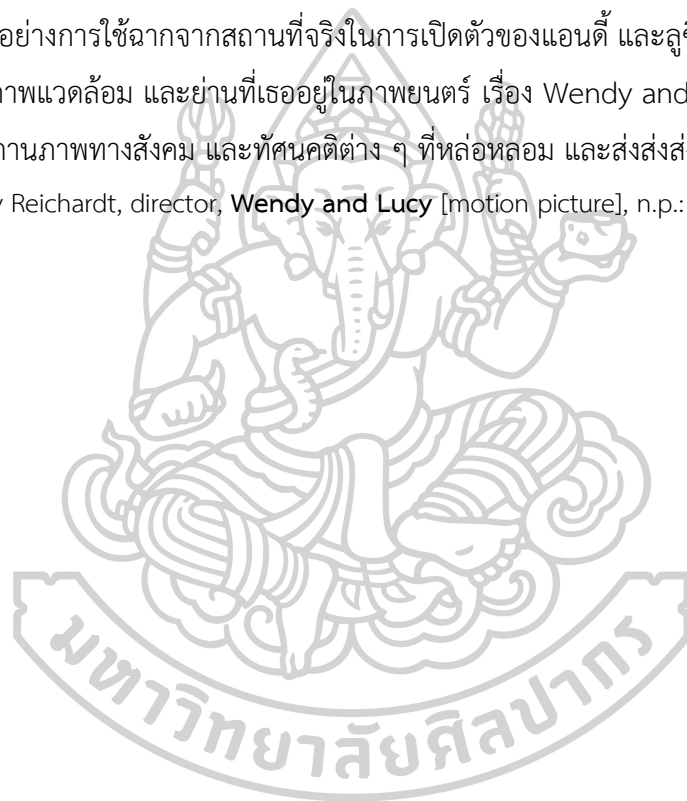 อย่างการใช้ฉากจากสถานที่จริงในการเปิดตัวของแอนดี้ และลูซ
าพแวดล้อม และย่านที่เธออยู่ในภาพยนตร์ เรื่อง Wendy and
านภาพทางสังคม และทัศนคติต่าง ๆ ที่หล่อหลอม และส่งส่งส่
Reichardt, director, Wendy and Lucy [motion picture], n.p.:
มหาวิทยาลัยศิลปากร